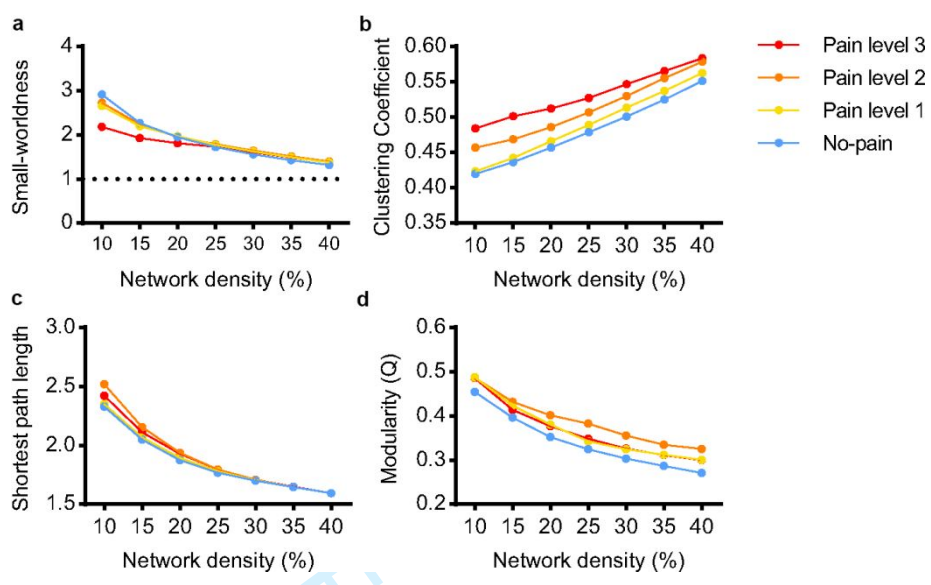 a
Small-worldness
4
3
2
1
0
10 15 20 25 30 35 40
Network density (%)
b
Clustering Coefficient
0.60
0.55
0.50
0.45
0.40
0.35
10 15 20 25 30 35 40
Network density (%)
Pain level 3
Pain level 2
Pain level 1
No-pain
c
Shortest path length
3.0
2.5
2.0
1.5
10 15 20 25 30 35 40
Network density (%)
d
Modularity (Q)
0.6
0.5
0.4
0.3
0.2
10 15 20 25 30 35 40
Network density (%)